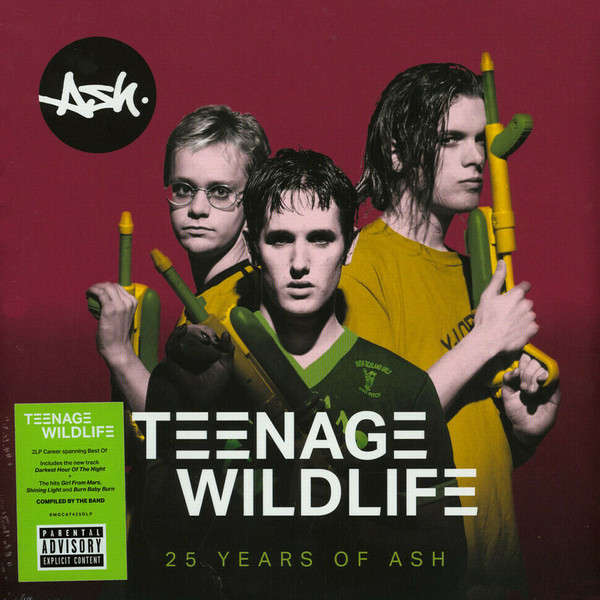 Ash.
TEENAGE
WILDLIFE
25 YEARS OF ASH
TEENAGE
WILDLIFE
2LP Career spanning Best Of
Includes the new track
Darkest Hour Of The Night
+
The hits Girl From Mars,
Shining Light and Burn Baby Burn
COMPILED BY THE BAND
BMGCAT425DLP
PARENTAL
ADVISORY
EXPLICIT CONTENT